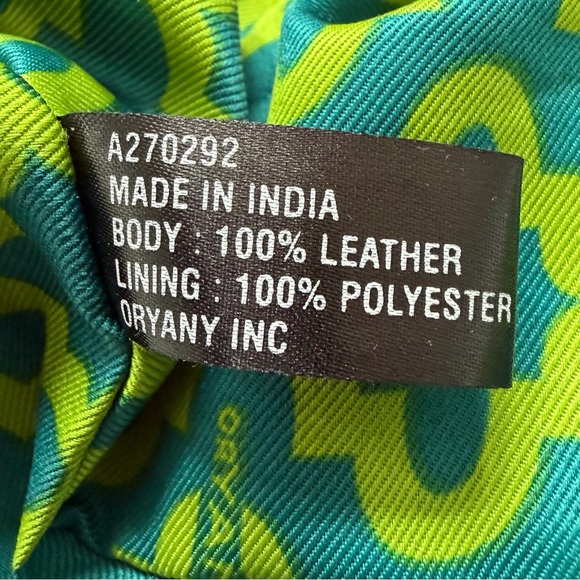 A270292
MADE IN INDIA
BODY : 100% LEATHER
LINING : 100% POLYESTER
ORYANY INC